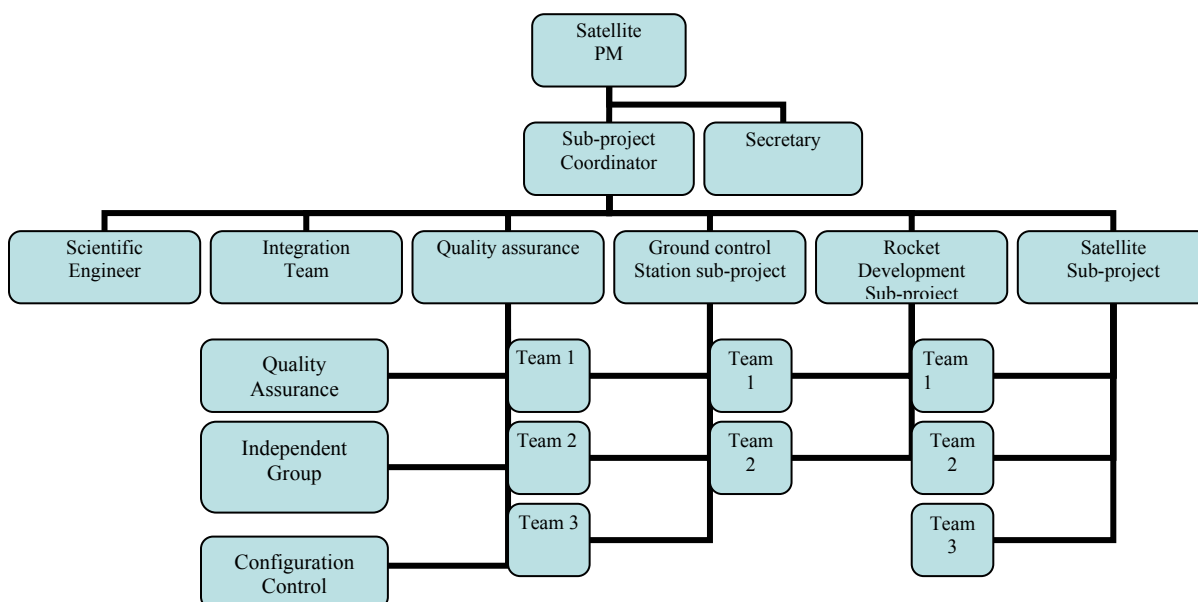 Satellite
PM
Sub-project
Coordinator
Secretary
Scientific
Engineer
Integration
Team
Quality assurance
Ground control
Station sub-project
Rocket
Development
Sub-project
Satellite
Sub-project
Quality
Assurance
Team 1
Team
1
Team
1
Independent
Group
Team 2
Team
2
Team
2
Configuration
Control
Team 3
Team
3